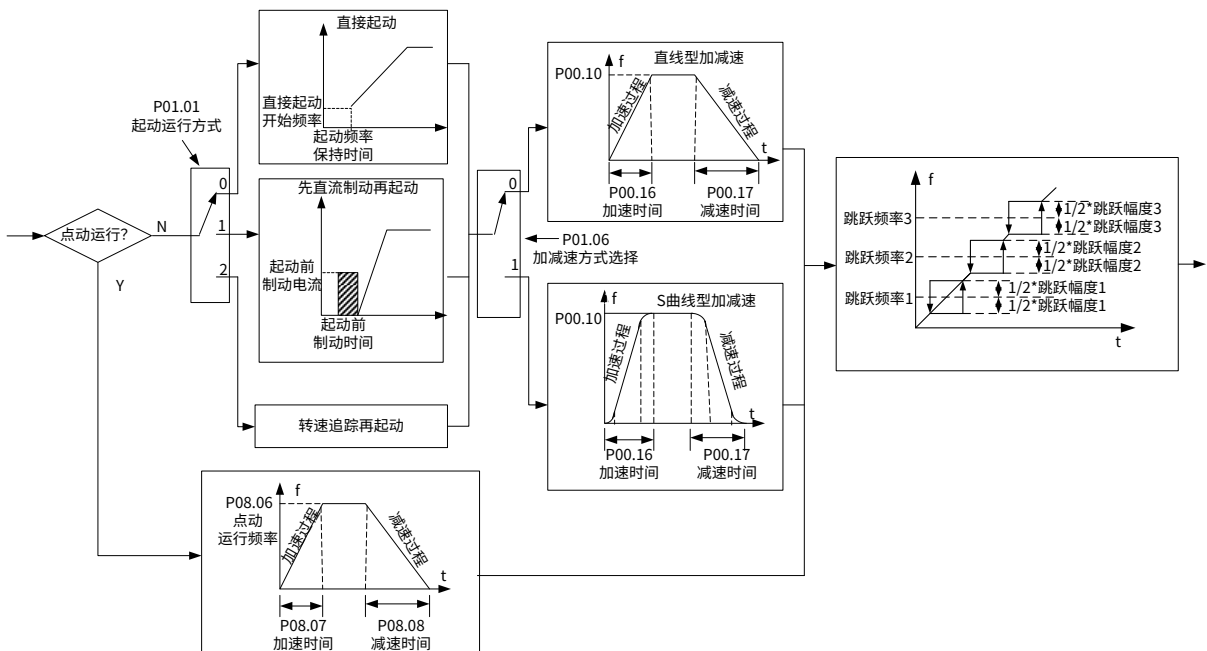 点动运行?
N
Y
P01.01
起动运行方式
0
1
2
直接起动
直接起动
开始频率
起动频率
保持时间
先直流制动再起动
起动前
制动电流
起动前
制动时间
转速追踪再起动
0
1
P01.06
加减速方式选择
直线型加减速
f
P00.10
加速过程
减速过程
t
P00.16
加速时间
P00.17
减速时间
S曲线型加减速
f
P00.10
加速过程
减速过程
t
P00.16
加速时间
P00.17
减速时间
f
P08.06
点动
运行频率
加速过程
减速过程
t
P08.07
加速时间
P08.08
减速时间
f
跳跃频率3
1/2*跳跃幅度3
1/2*跳跃幅度3
跳跃频率2
1/2*跳跃幅度2
1/2*跳跃幅度2
跳跃频率1
1/2*跳跃幅度1
1/2*跳跃幅度1
t